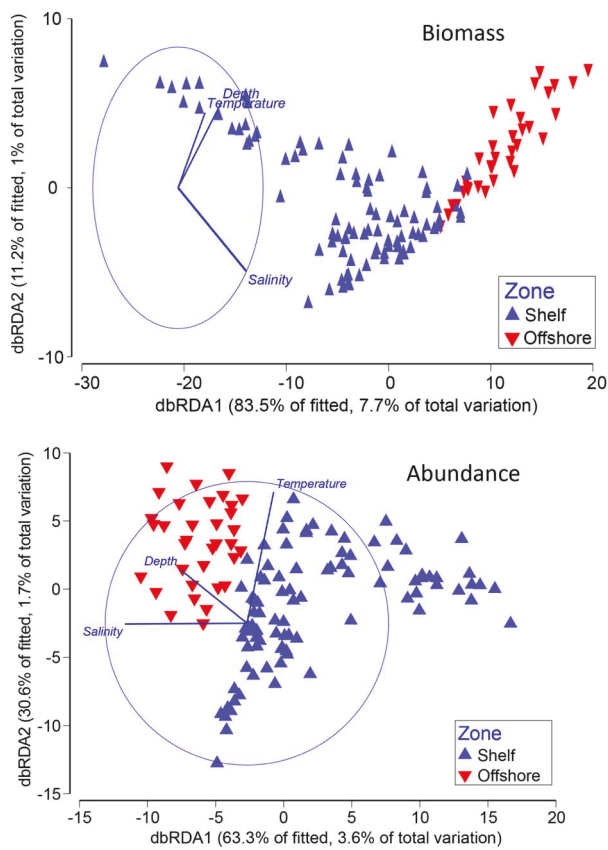 Biomass
10
0
-10
dbRDA2 (11.2% of fitted, 1% of total variation)
Depth
Temperature
Salinity
Zone
Shelf
Offshore
-30
-20
-10
0
10
20
dbRDA1 (83.5% of fitted, 7.7% of total variation)
Abundance
10
5
0
-5
-10
-15
dbRDA2 (30.6% of fitted, 1.7% of total variation)
Temperature
Depth
Salinity
Zone
Shelf
Offshore
-15
-10
-5
0
5
10
15
20
dbRDA1 (63.3% of fitted, 3.6% of total variation)